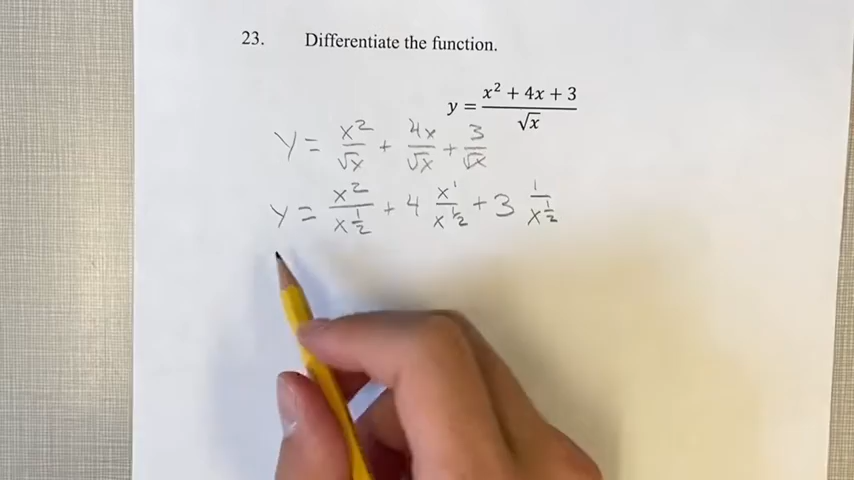 23. Differentiate the function.
y = (x² + 4x + 3)/√x
y = x²/√x + 4x/√x + 3/√x
y = x²/x^(1/2) + 4 x¹/x^(1/2) + 3 1/x^(1/2)